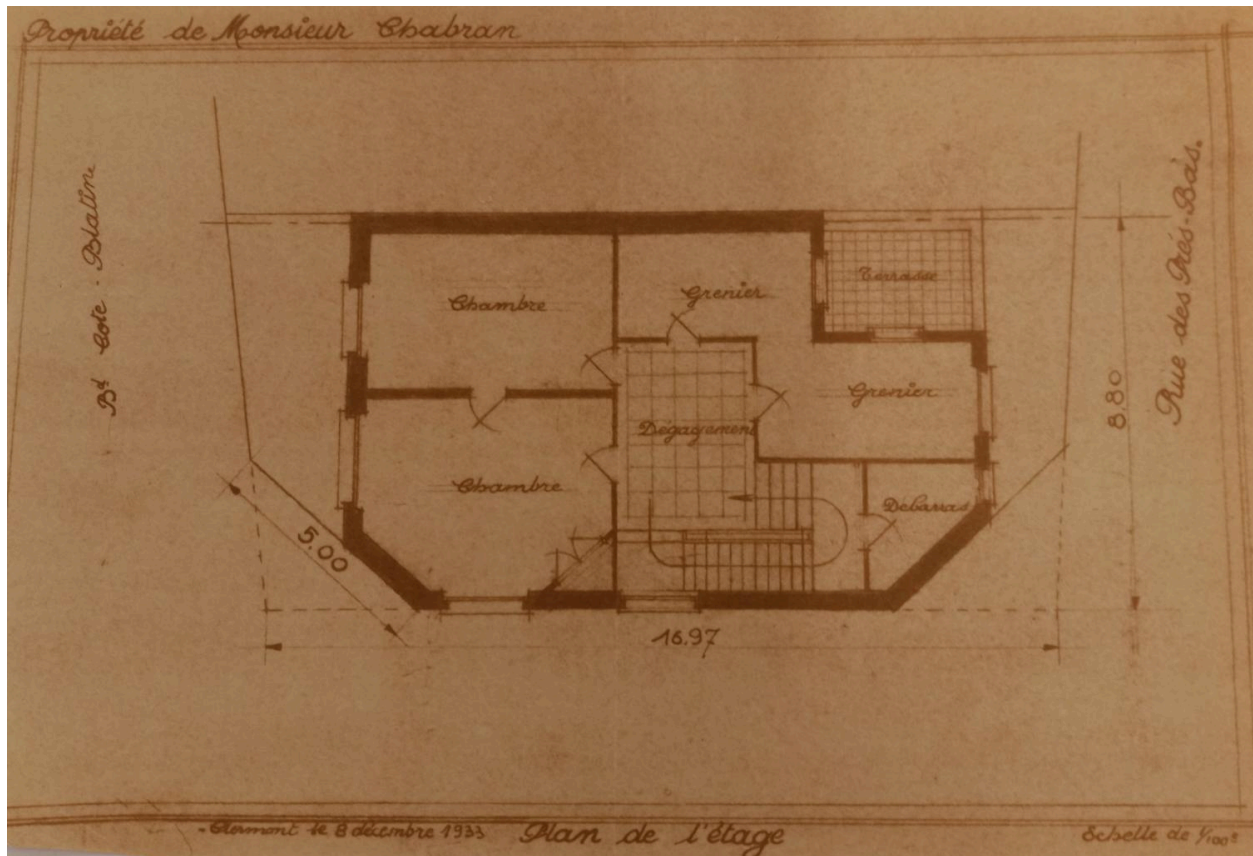 Propriété de Monsieur Chabran
Bd Cote-Blatin
Rue des Prés-Bas.
Chambre
Grenier
Terrasse
Grenier
Dégagement
Chambre
Débarras
5.00
8.80
16.97
Clermont le 8 décembre 1933
Plan de l'étage
Echelle de 1/100e